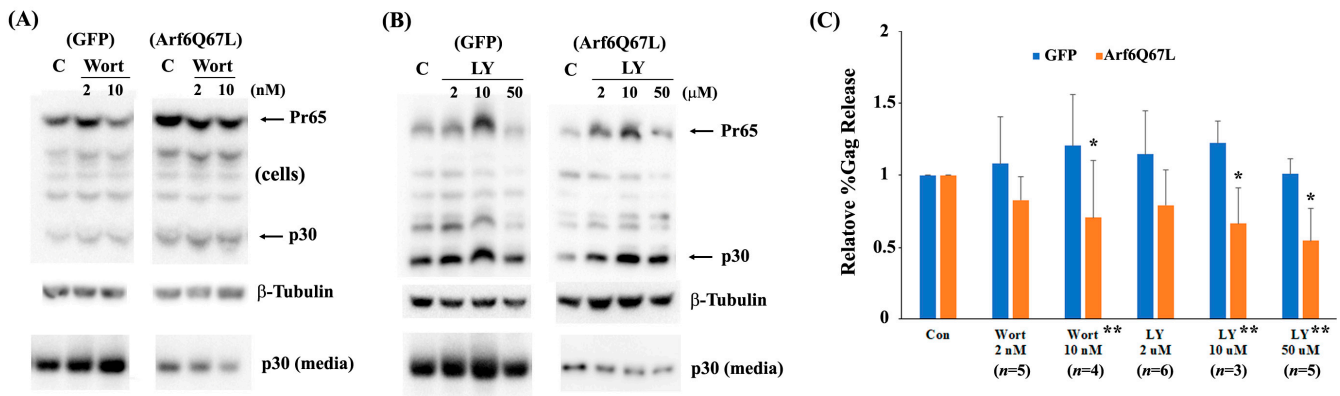 (A)
(GFP) (Arf6Q67L)
C Wort C Wort
2 10 2 10 (nM)
Pr65
(cells)
p30
β-Tubulin
p30 (media)
(B)
(GFP) (Arf6Q67L)
C LY C LY
2 10 50 2 10 50 (μM)
Pr65
p30
β-Tubulin
p30 (media)
(C)
GFP Arf6Q67L
Relatove %Gag Release
2
1.5
1
0.5
0
* * *
Con Wort Wort ** LY LY ** LY **
2 nM 10 nM 2 uM 10 uM 50 uM
(n=5) (n=4) (n=6) (n=3) (n=5)